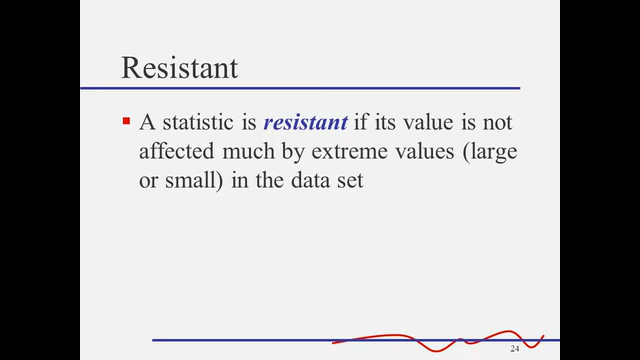 Resistant
A statistic is resistant if its value is not
affected much by extreme values (large
or small) in the data set
24